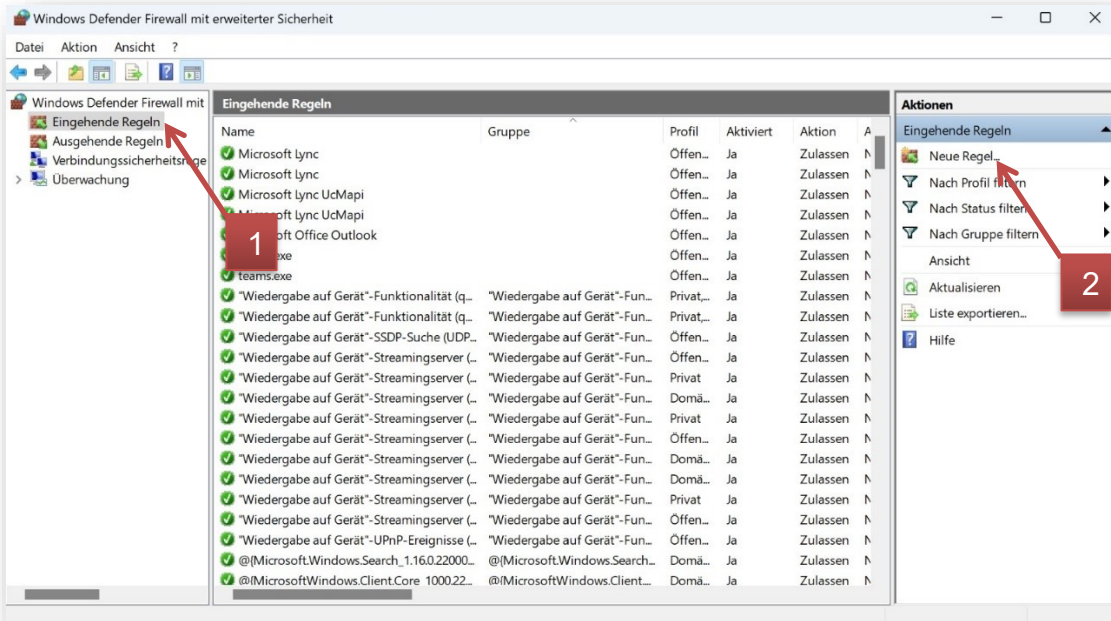 Windows Defender Firewall mit erweiterter Sicherheit
Datei Aktion Ansicht ?
Windows Defender Firewall mit
Eingehende Regeln
Ausgehende Regeln
Verbindungssicherheitsrege
Überwachung
1
Eingehende Regeln
Name Gruppe Profil Aktiviert Aktion A
Microsoft Lync Öffen... Ja Zulassen N
Microsoft Lync Öffen... Ja Zulassen N
Microsoft Lync UcMapi Öffen... Ja Zulassen N
Microsoft Lync UcMapi Öffen... Ja Zulassen N
oft Office Outlook Öffen... Ja Zulassen N
exe Öffen... Ja Zulassen N
teams.exe Öffen... Ja Zulassen N
"Wiedergabe auf Gerät"-Funktionalität (q... "Wiedergabe auf Gerät"-Fun... Privat,... Ja Zulassen N
"Wiedergabe auf Gerät"-Funktionalität (q... "Wiedergabe auf Gerät"-Fun... Privat,... Ja Zulassen N
"Wiedergabe auf Gerät"-SSDP-Suche (UDP... "Wiedergabe auf Gerät"-Fun... Öffen... Ja Zulassen N
"Wiedergabe auf Gerät"-Streamingserver (... "Wiedergabe auf Gerät"-Fun... Öffen... Ja Zulassen N
"Wiedergabe auf Gerät"-Streamingserver (... "Wiedergabe auf Gerät"-Fun... Privat Ja Zulassen N
"Wiedergabe auf Gerät"-Streamingserver (... "Wiedergabe auf Gerät"-Fun... Domä... Ja Zulassen N
"Wiedergabe auf Gerät"-Streamingserver (... "Wiedergabe auf Gerät"-Fun... Privat Ja Zulassen N
"Wiedergabe auf Gerät"-Streamingserver (... "Wiedergabe auf Gerät"-Fun... Öffen... Ja Zulassen N
"Wiedergabe auf Gerät"-Streamingserver (... "Wiedergabe auf Gerät"-Fun... Domä... Ja Zulassen N
"Wiedergabe auf Gerät"-Streamingserver (... "Wiedergabe auf Gerät"-Fun... Domä... Ja Zulassen N
"Wiedergabe auf Gerät"-Streamingserver (... "Wiedergabe auf Gerät"-Fun... Privat Ja Zulassen N
"Wiedergabe auf Gerät"-Streamingserver (... "Wiedergabe auf Gerät"-Fun... Öffen... Ja Zulassen N
"Wiedergabe auf Gerät"-UPnP-Ereignisse (... "Wiedergabe auf Gerät"-Fun... Öffen... Ja Zulassen N
@{Microsoft.Windows.Search_1.16.0.22000... @{Microsoft.Windows.Search... Domä... Ja Zulassen N
@{MicrosoftWindows.Client.Core_1000.22... @{MicrosoftWindows.Client.... Domä... Ja Zulassen N
Aktionen
Eingehende Regeln
Neue Regel...
Nach Profil filtern
Nach Status filtern
Nach Gruppe filtern
Ansicht
Aktualisieren
Liste exportieren...
Hilfe
2